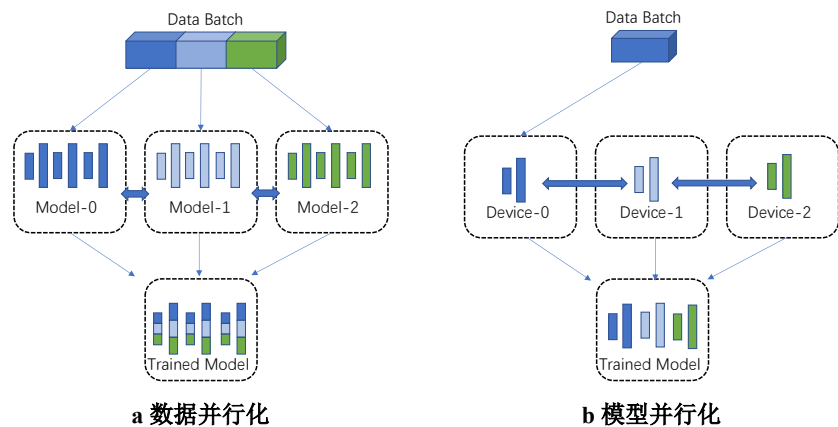 Data Batch
Model-0
Model-1
Model-2
Trained Model
a 数据并行化
Data Batch
Device-0
Device-1
Device-2
Trained Model
b 模型并行化